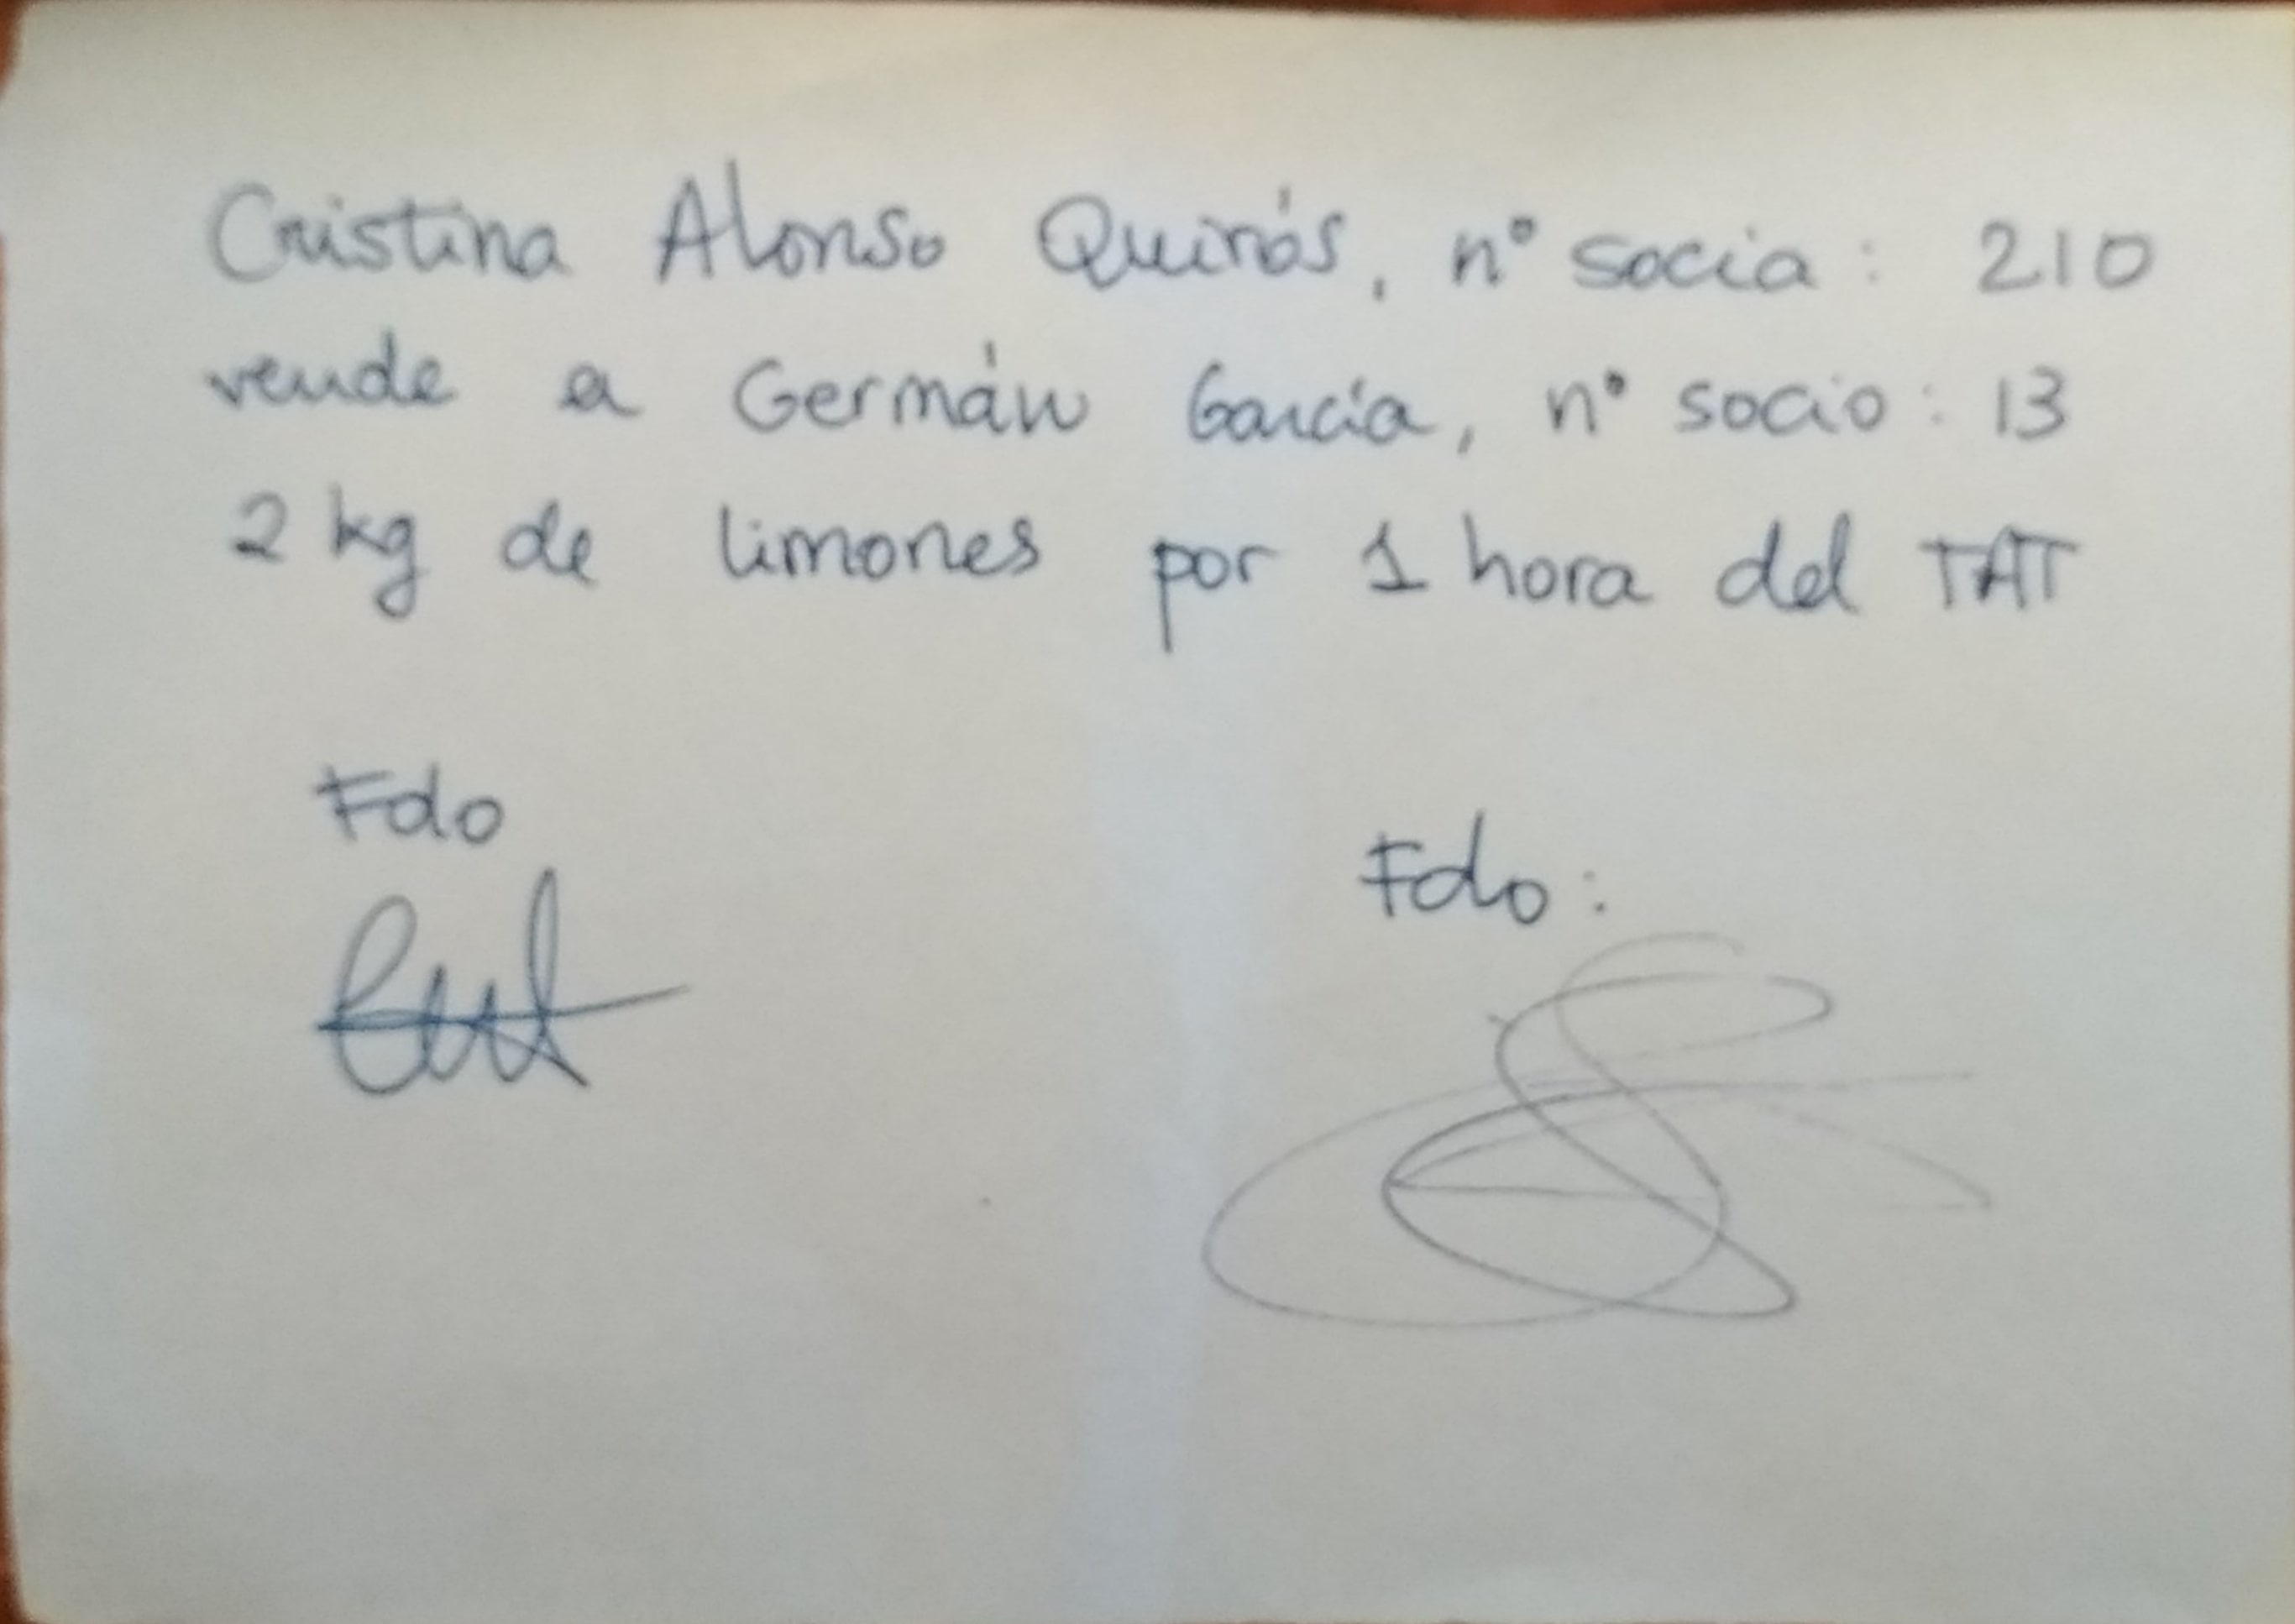 Cristina Alonso Quirós, nº socia: 210
vende a Germán García, nº socio: 13
2 kg de limones por 1 hora del TAT
Fdo
Fdo: